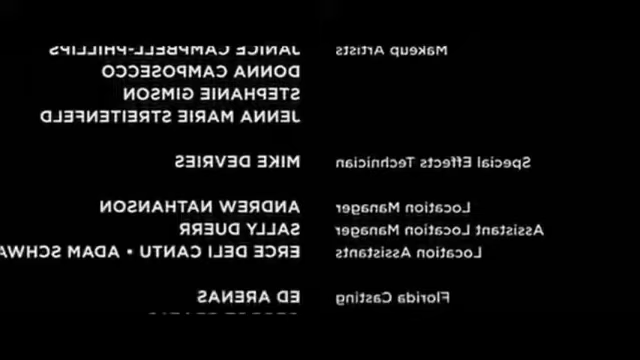 Makeup Artists JANICE CAMPBELL-PHILLIPS
DONNA CAMPOSECCO
STEPHANIE GIMSON
JENNA MARIE STREITENFELD
Special Effects Technician MIKE DEVRIES
Location Manager ANDREW NATHANSON
Assistant Location Manager SALLY DUERR
Location Assistants ERCE DELI CANTU • ADAM
Florida Casting ED ARENAS